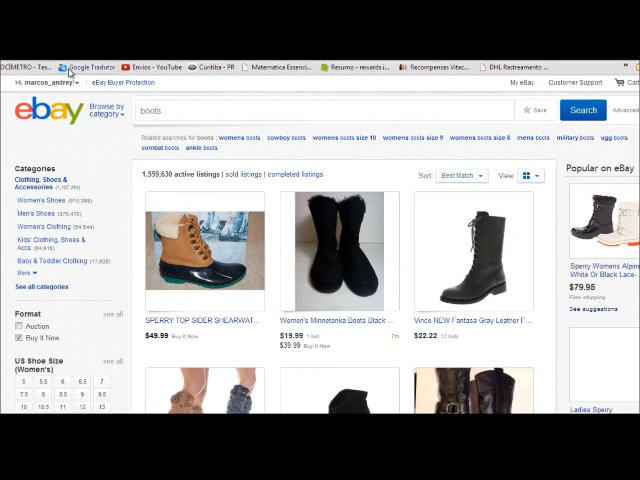 OCÍMETRO - Tes... Google Tradutor Envios - YouTube Curitiba - PR Matematica Essenci... Resumo - rewards.i... Recompensas Vitac... DHL Rastreamento ...
Hi, marcos_andrey! eBay Buyer Protection My eBay Customer Support Cart
ebay Browse by category boots Save Search Advanced
Related searches for boots: womens boots cowboy boots womens boots size 10 womens boots size 9 womens boots size 8 mens boots military boots ugg boots
combat boots ankle boots
Categories
Clothing, Shoes &
Accessories
Women's Shoes
Men's Shoes
Women's Clothing
Kids' Clothing, Shoes &
Accs
Baby & Toddler Clothing
More
See all categories
Format see all
Auction
Buy It Now
US Shoe Size see all
(Women's)
5 5.5 6 6.5 7
7.5 8 8.5 9 9.5
10 10.5 11 12 13
1,559,630 active listings | sold listings | completed listings Sort: Best Match View:
SPERRY TOP-SIDER SHEARWAT...
$49.99 Buy It Now
Women's Minnetonka Boots Black ...
$19.99 1 bid 7m
$39.99 Buy It Now
Vince NEW Fantasa Gray Leather F...
$22.22 12 bids
Popular on eBay
Sperry Womens Alpine
White Or Black Lace-
$79.95
Free shipping
See suggestions
Ladies Sperry